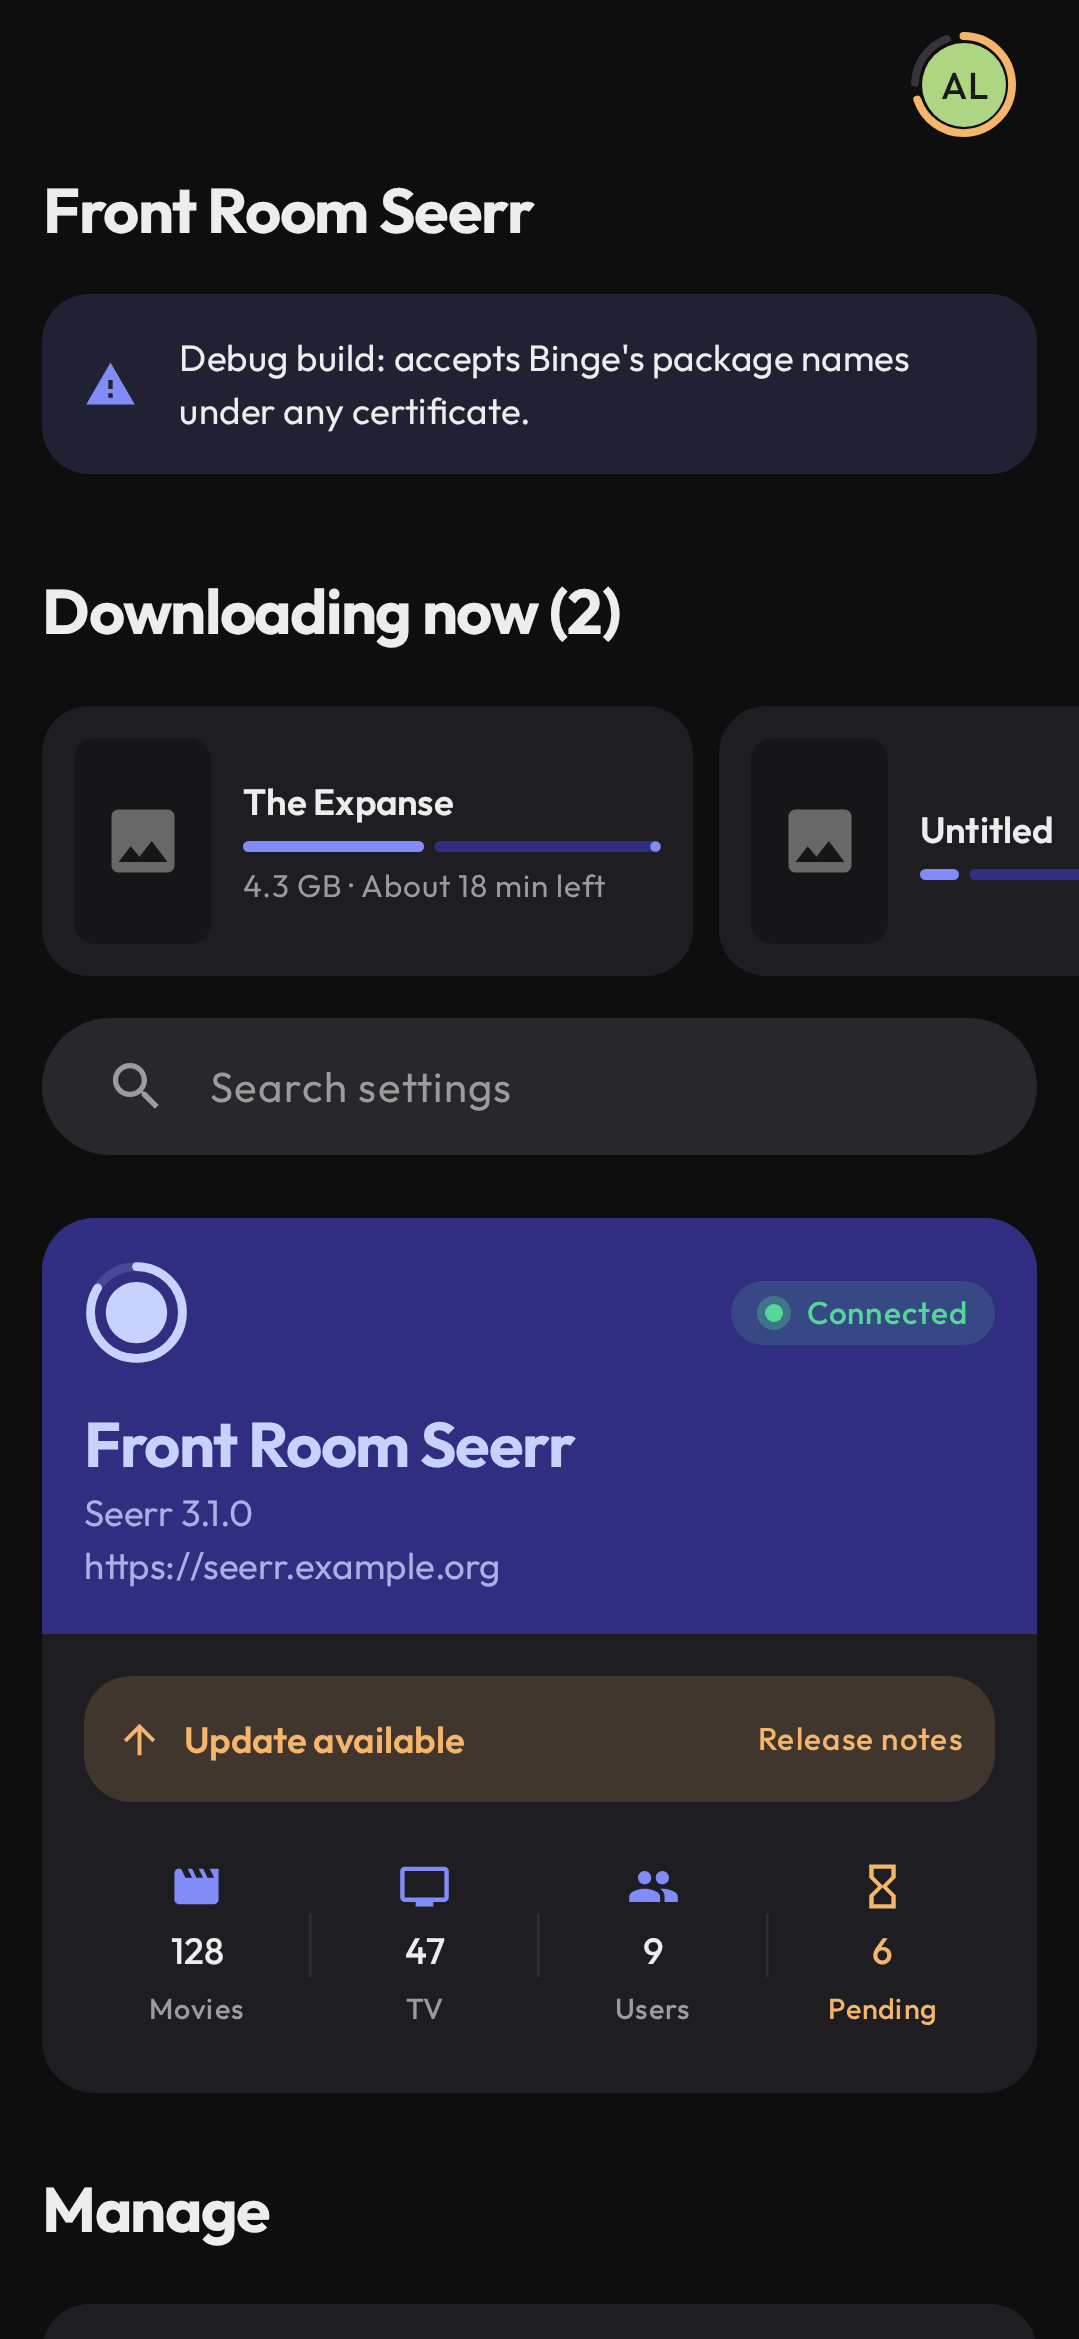 AL
Front Room Seerr
Debug build: accepts Binge's package names
under any certificate.
Downloading now (2)
The Expanse
4.3 GB · About 18 min left
Untitled
Search settings
Connected
Front Room Seerr
Seerr 3.1.0
https://seerr.example.org
Update available
Release notes
128
Movies
47
TV
9
Users
6
Pending
Manage